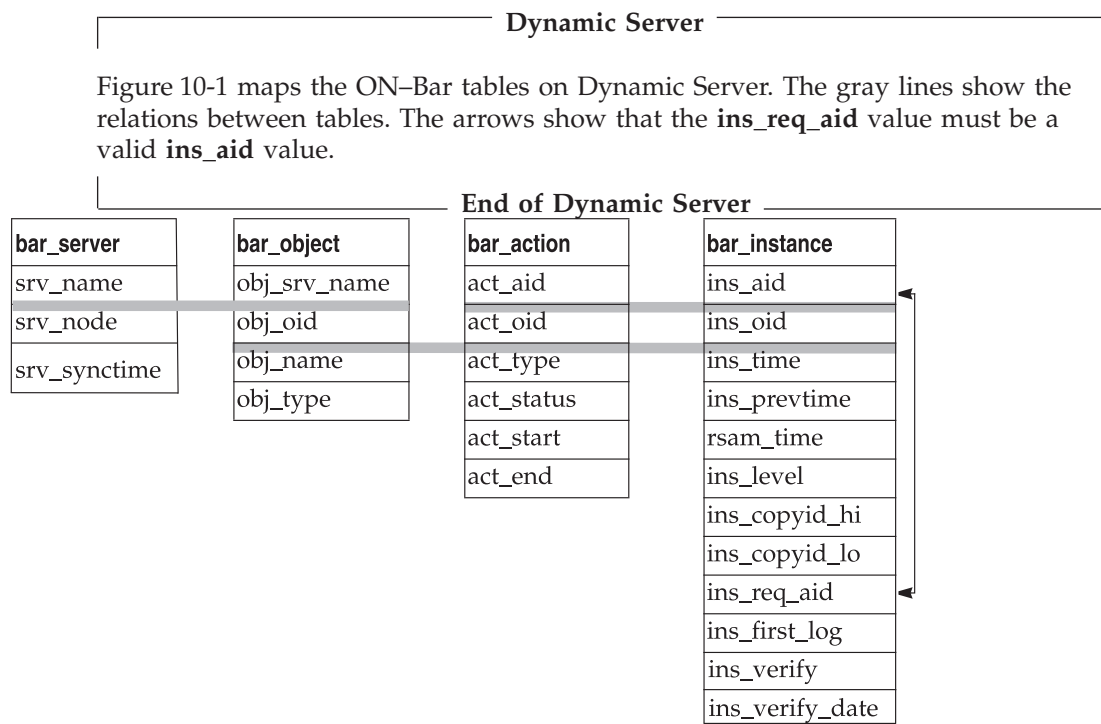 Dynamic Server
Figure 10-1 maps the ON–Bar tables on Dynamic Server. The gray lines show the
relations between tables. The arrows show that the ins_req_aid value must be a
valid ins_aid value.
End of Dynamic Server
bar_server
srv_name
srv_node
srv_synctime
bar_object
obj_srv_name
obj_oid
obj_name
obj_type
bar_action
act_aid
act_oid
act_type
act_status
act_start
act_end
bar_instance
ins_aid
ins_oid
ins_time
ins_prevtime
rsam_time
ins_level
ins_copyid_hi
ins_copyid_lo
ins_req_aid
ins_first_log
ins_verify
ins_verify_date